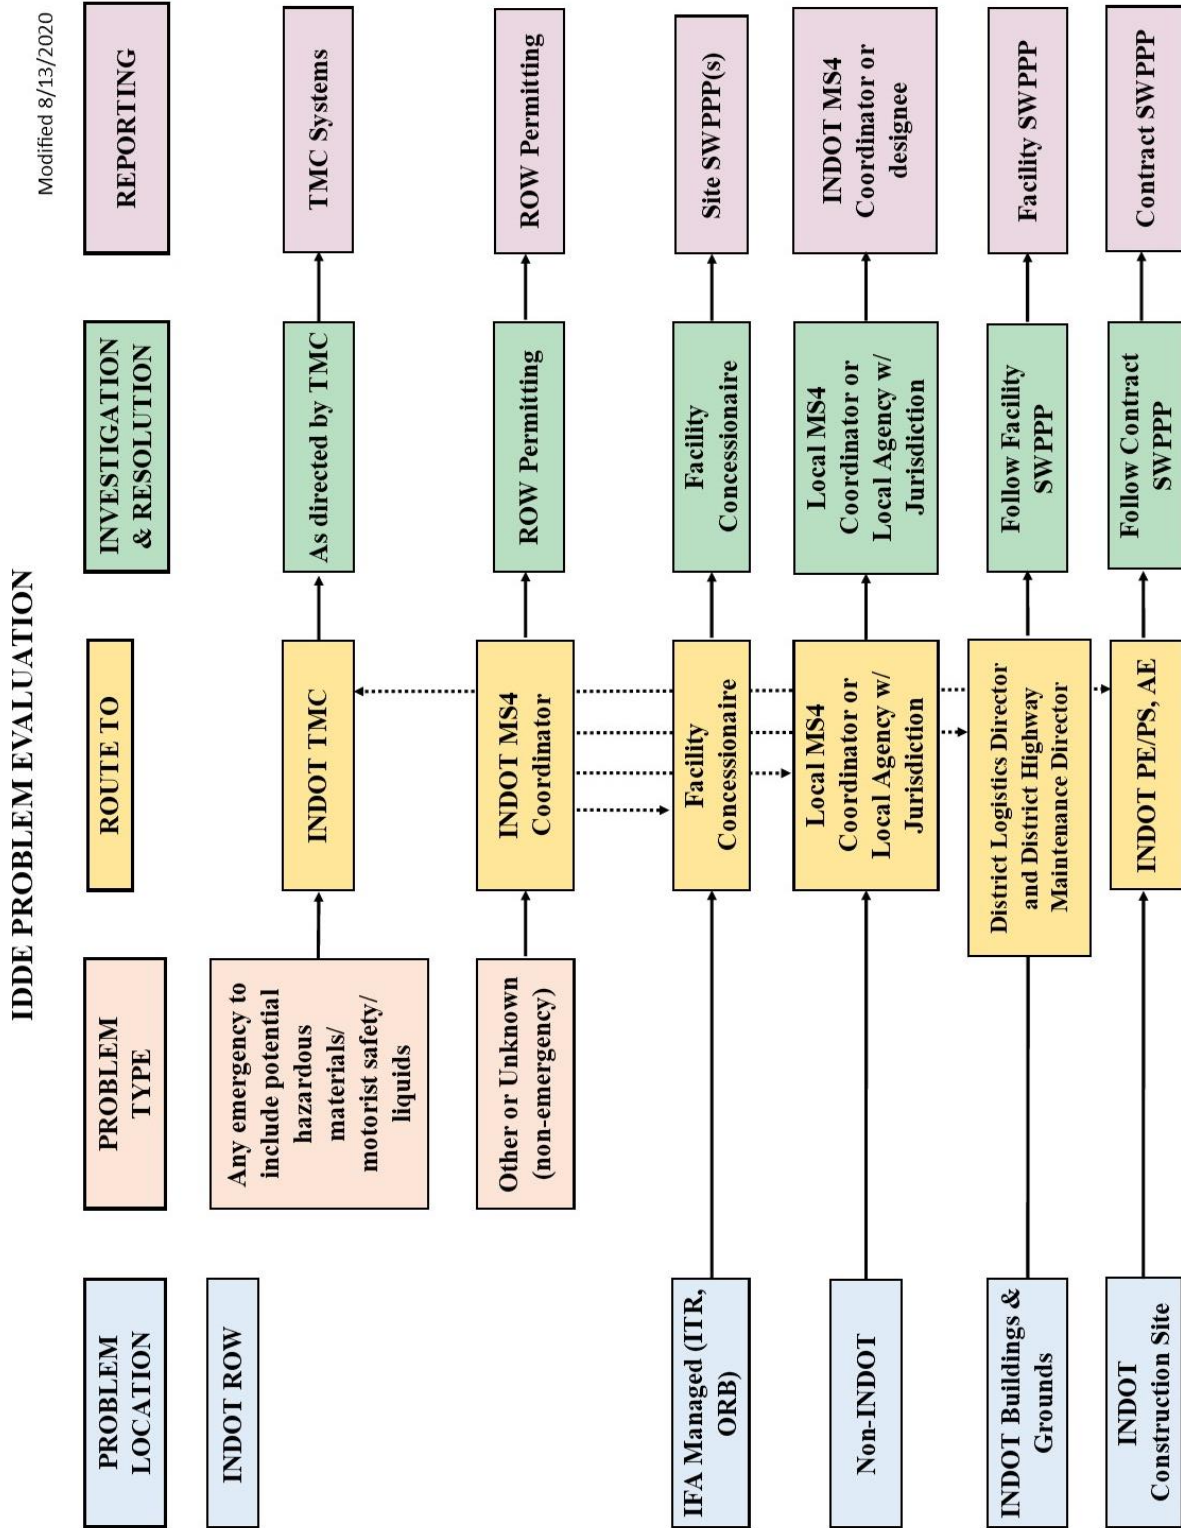 IDDE PROBLEM EVALUATION
Modified 8/13/2020
PROBLEM
LOCATION
PROBLEM
TYPE
ROUTE TO
INVESTIGATION
& RESOLUTION
REPORTING
INDOT ROW
Any emergency to
include potential
hazardous
materials/
motorist safety/
liquids
INDOT TMC
As directed by TMC
TMC Systems
Other or Unknown
(non-emergency)
INDOT MS4
Coordinator
ROW Permitting
ROW Permitting
IFA Managed (ITR,
ORB)
Facility
Concessionaire
Facility
Concessionaire
Site SWPPP(s)
Non-INDOT
Local MS4
Coordinator or
Local Agency w/
Jurisdiction
Local MS4
Coordinator or
Local Agency w/
Jurisdiction
INDOT MS4
Coordinator or
designee
INDOT Buildings &
Grounds
District Logistics Director
and District Highway
Maintenance Director
Follow Facility
SWPPP
Facility SWPPP
INDOT
Construction Site
INDOT PE/PS, AE
Follow Contract
SWPPP
Contract SWPPP